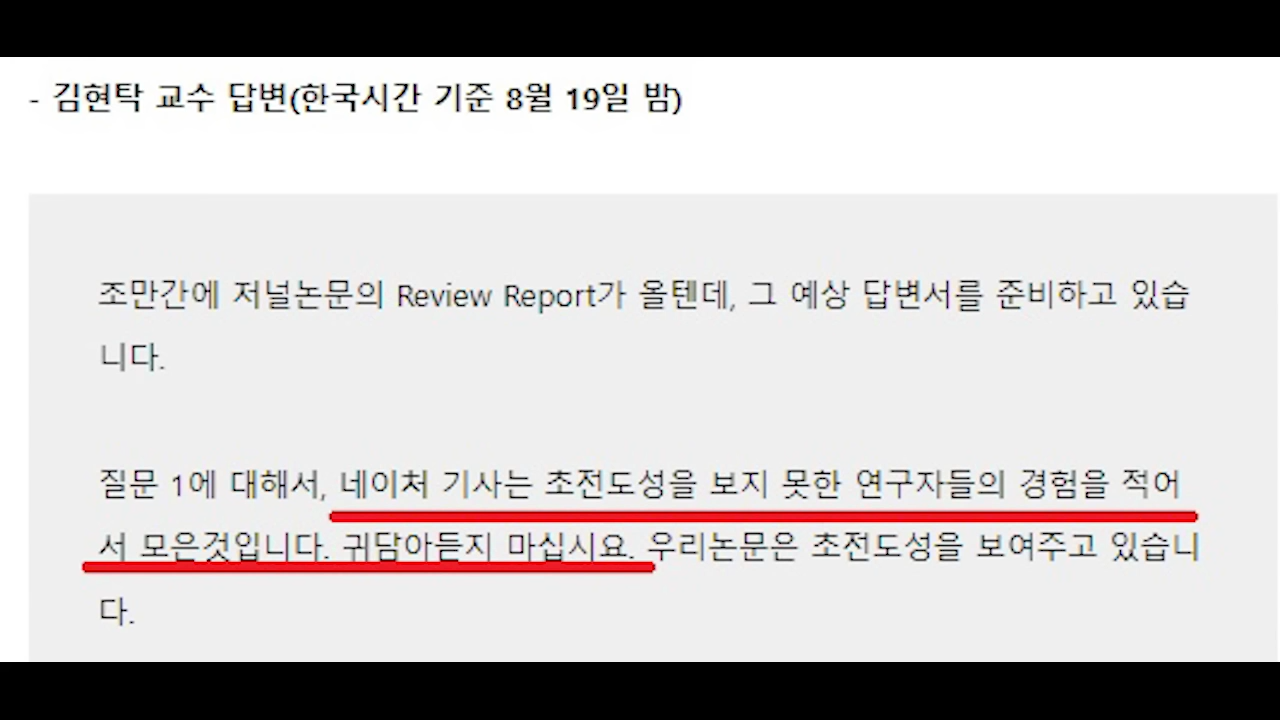 - 김현탁 교수 답변(한국시간 기준 8월 19일 밤)
조만간에 저널논문의 Review Report가 올텐데, 그 예상 답변서를 준비하고 있습
니다.
질문 1에 대해서, 네이처 기사는 초전도성을 보지 못한 연구자들의 경험을 적어
서 모은것입니다. 귀담아듣지 마십시요. 우리논문은 초전도성을 보여주고 있습니
다.